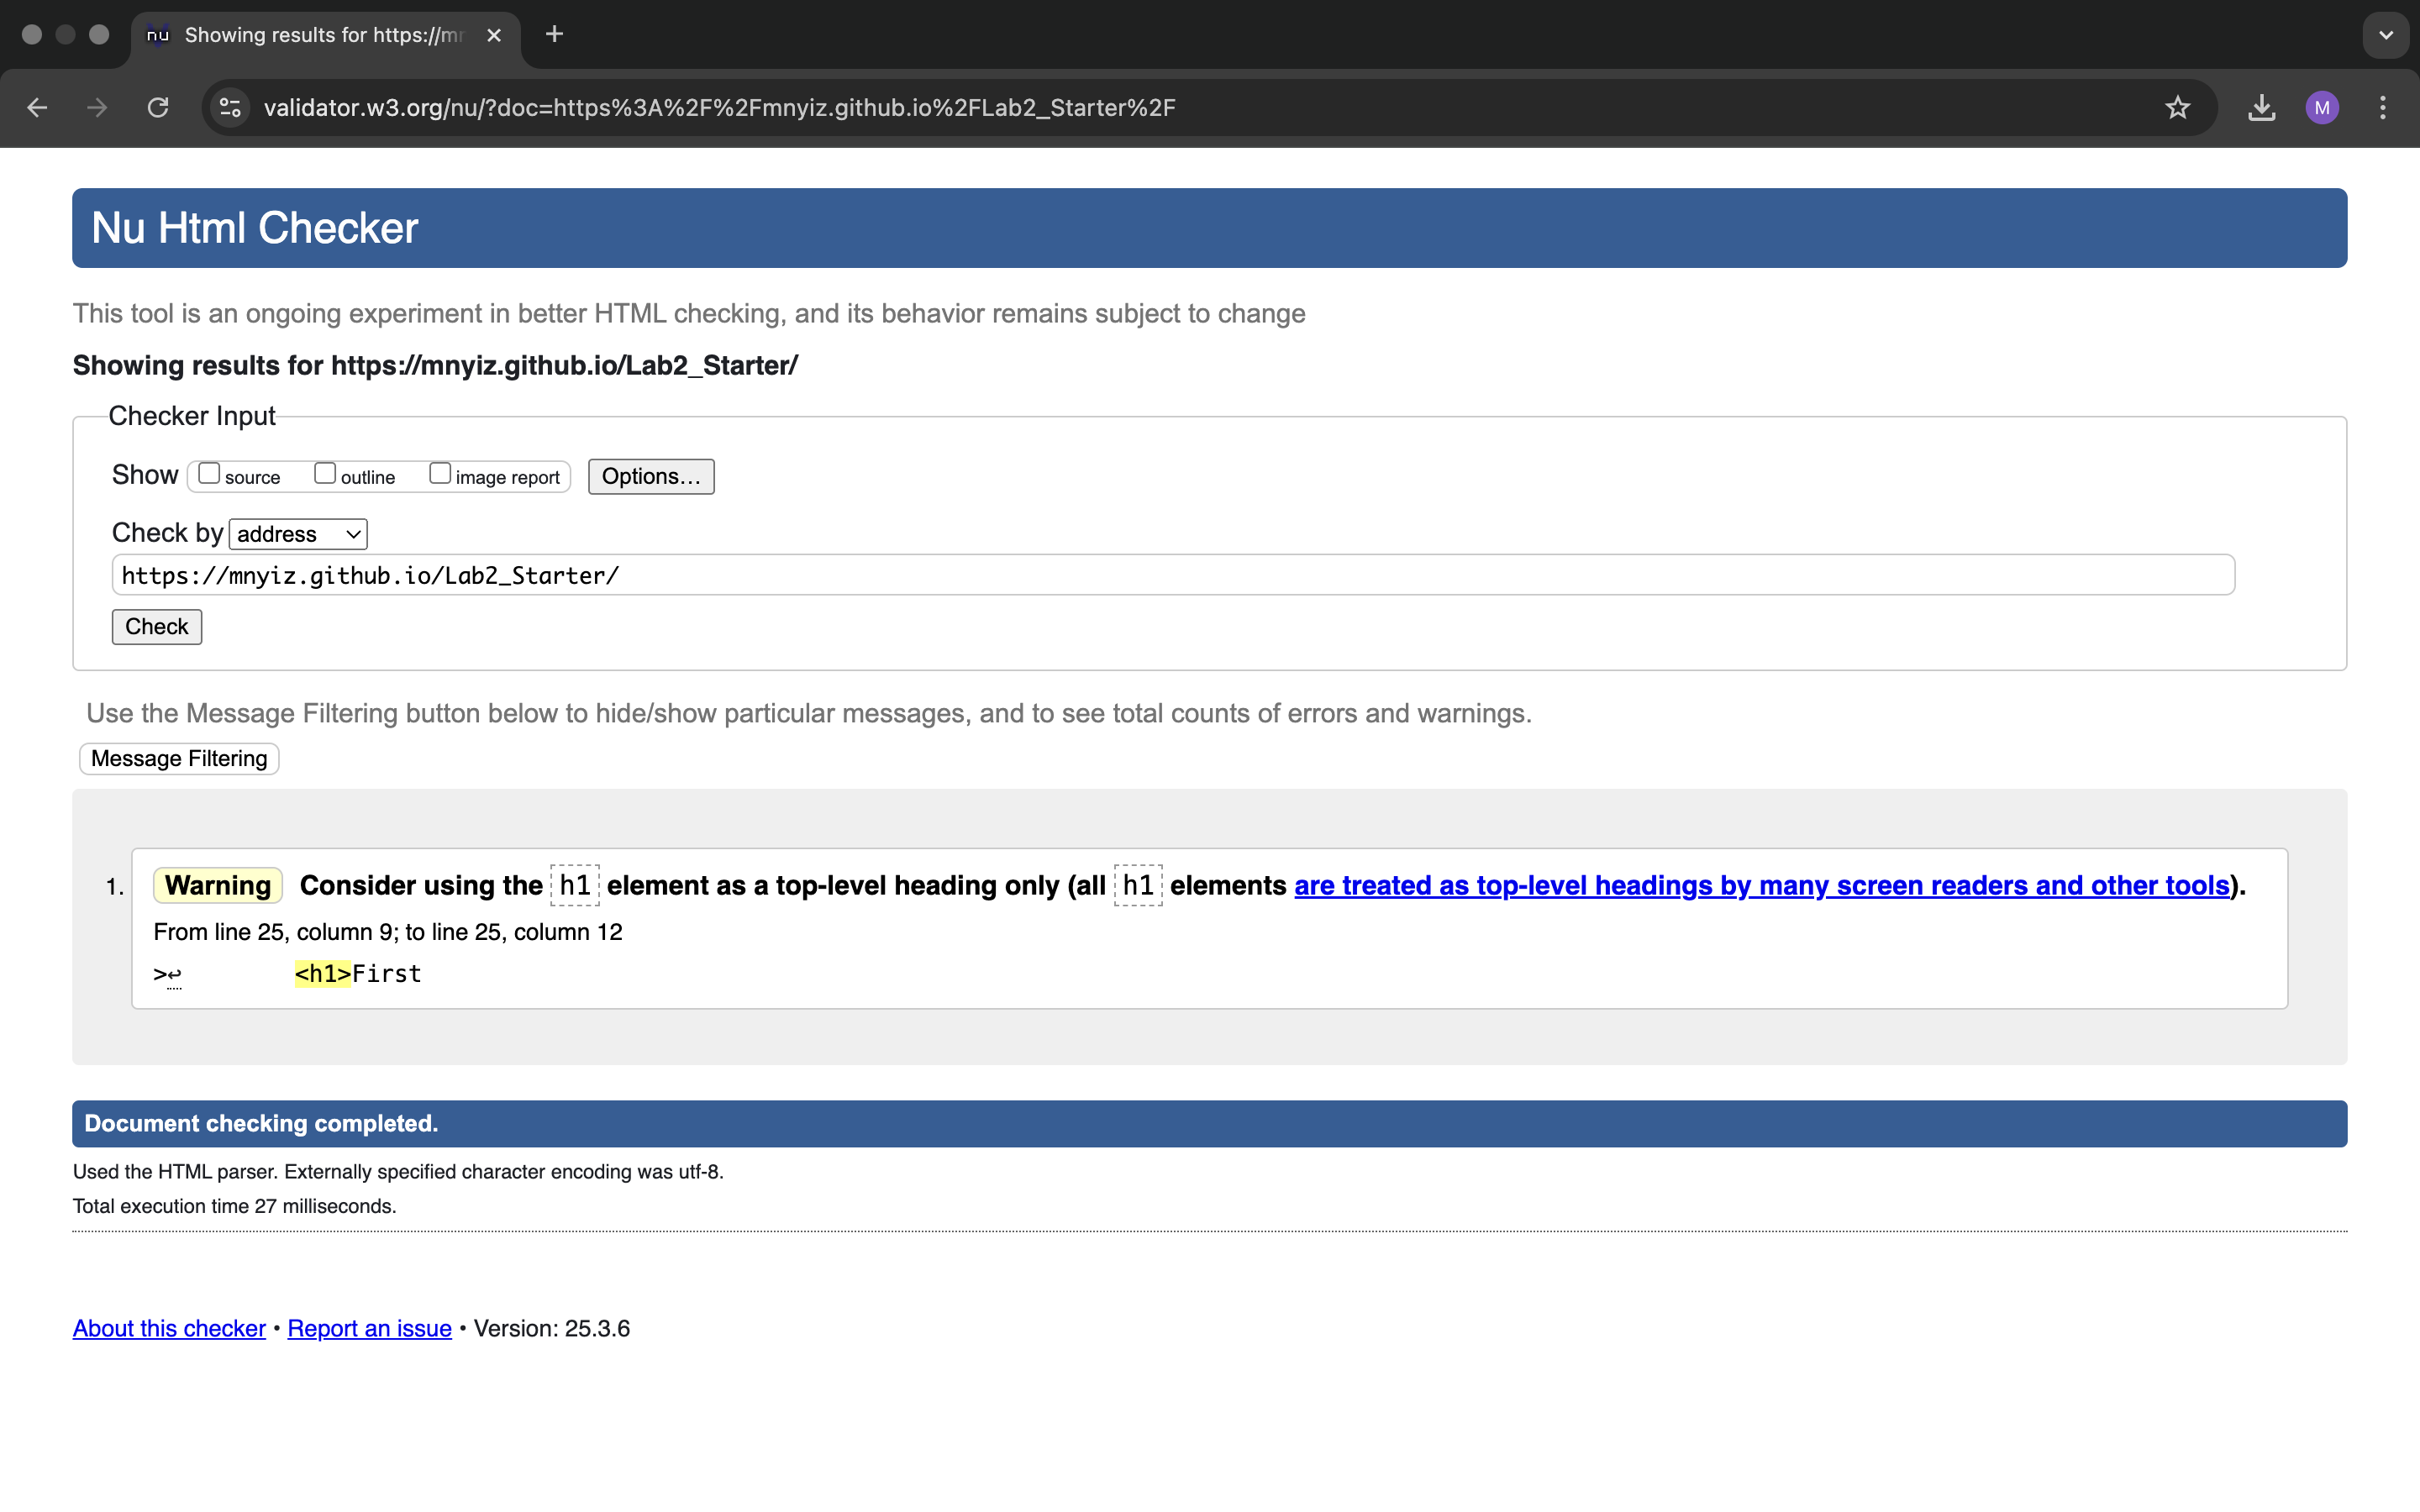 nu Showing results for https://mr
validator.w3.org/nu/?doc=https%3A%2F%2Fmnyiz.github.io%2FLab2_Starter%2F
M
Nu Html Checker
This tool is an ongoing experiment in better HTML checking, and its behavior remains subject to change
Showing results for https://mnyiz.github.io/Lab2_Starter/
Checker Input
Show source outline image report Options...
Check by address
https://mnyiz.github.io/Lab2_Starter/
Check
Use the Message Filtering button below to hide/show particular messages, and to see total counts of errors and warnings.
Message Filtering
1. Warning Consider using the h1 element as a top-level heading only (all h1 elements are treated as top-level headings by many screen readers and other tools).
From line 25, column 9; to line 25, column 12
>↩ <h1>First
Document checking completed.
Used the HTML parser. Externally specified character encoding was utf-8.
Total execution time 27 milliseconds.
About this checker • Report an issue • Version: 25.3.6